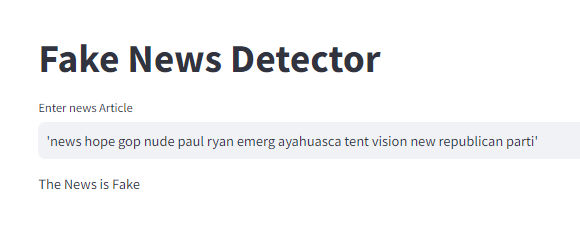 Fake News Detector
Enter news Article
'news hope gop nude paul ryan emerg ayahuasca tent vision new republican parti'
The News is Fake